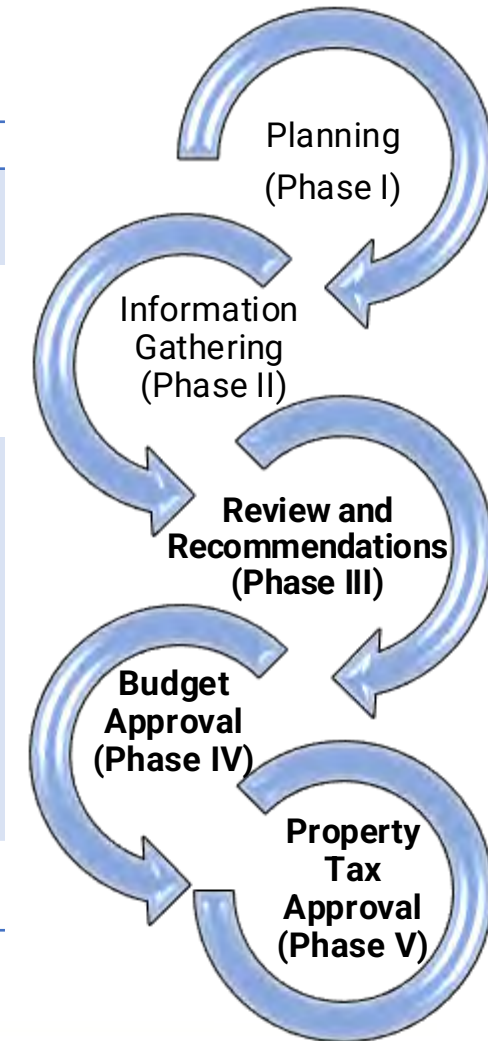 Planning
(Phase I)
Information
Gathering
(Phase II)
Review and
Recommendations
(Phase III)
Budget
Approval
(Phase IV)
Property
Tax
Approval
(Phase V)